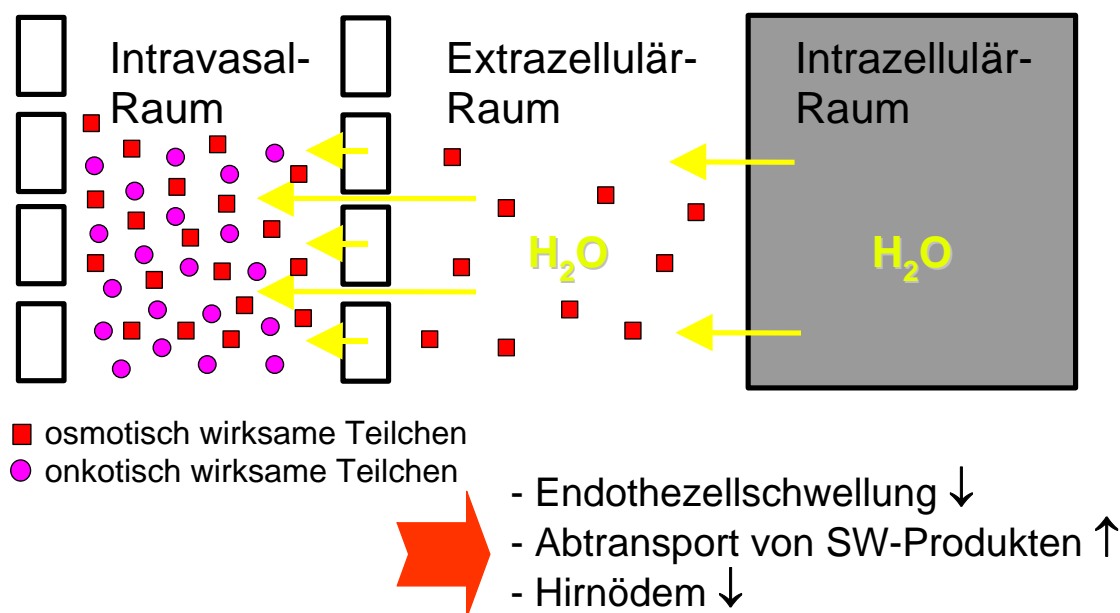 Intravasal-
Raum
Extrazellulär-
Raum
Intrazellulär-
Raum
H₂O
H₂O
osmotisch wirksame Teilchen
onkotisch wirksame Teilchen
- Endothezellschwellung ↓
- Abtransport von SW-Produkten ↑
- Hirnödem ↓